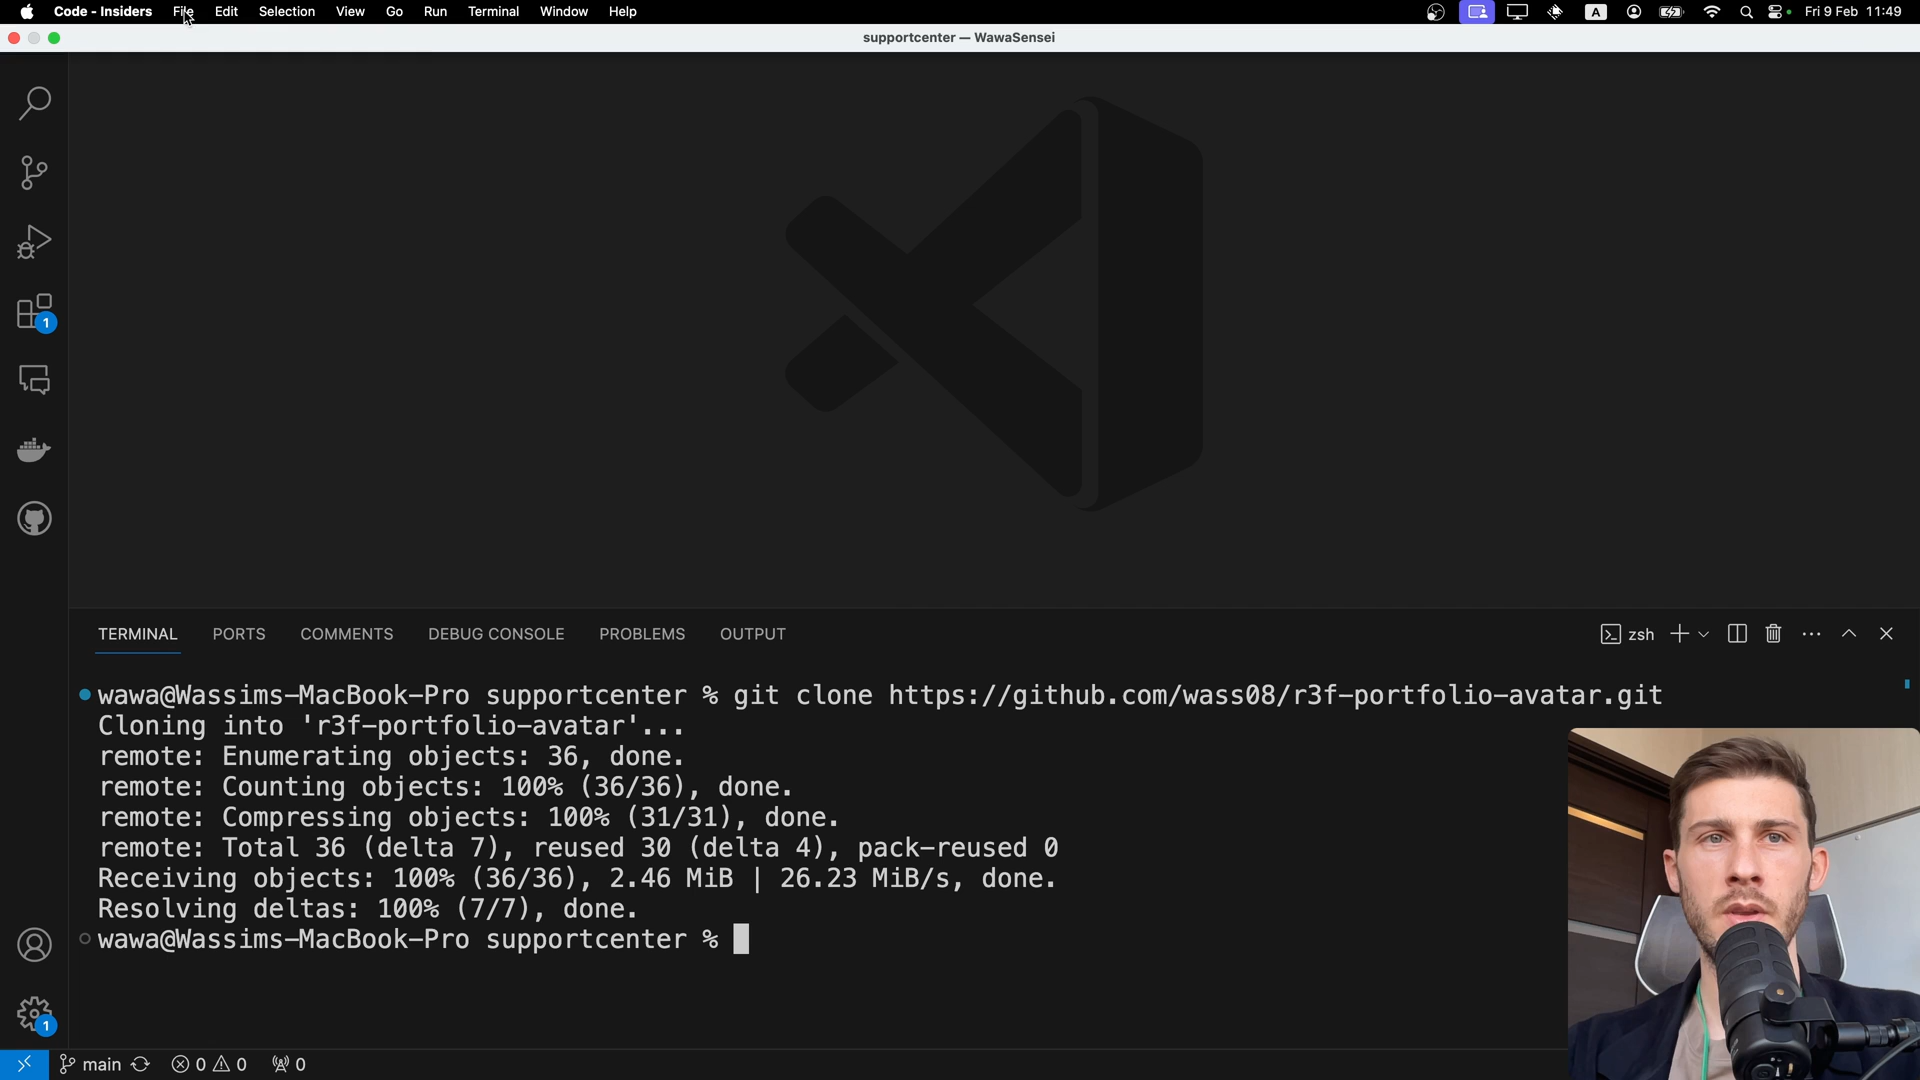 Code - Insiders File Edit Selection View Go Run Terminal Window Help A Fri 9 Feb 11:49
supportcenter — WawaSensei
1
TERMINAL PORTS COMMENTS DEBUG CONSOLE PROBLEMS OUTPUT zsh
wawa@Wassims-MacBook-Pro supportcenter % git clone https://github.com/wass08/r3f-portfolio-avatar.git
Cloning into 'r3f-portfolio-avatar'...
remote: Enumerating objects: 36, done.
remote: Counting objects: 100% (36/36), done.
remote: Compressing objects: 100% (31/31), done.
remote: Total 36 (delta 7), reused 30 (delta 4), pack-reused 0
Receiving objects: 100% (36/36), 2.46 MiB | 26.23 MiB/s, done.
Resolving deltas: 100% (7/7), done.
wawa@Wassims-MacBook-Pro supportcenter %
1
main 0 0 0